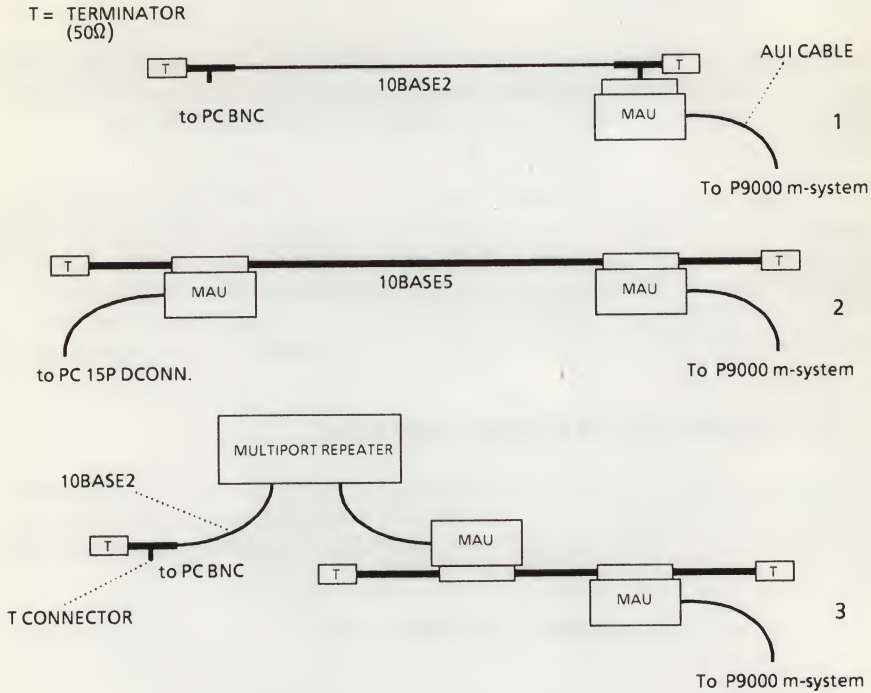 T = TERMINATOR
(50Ω)
T
T
AUI CABLE
10BASE2
to PC BNC
MAU
1
To P9000 m-system
T
T
MAU
10BASE5
MAU
2
to PC 15P DCONN.
To P9000 m-system
MULTIPORT REPEATER
10BASE2
T
to PC BNC
MAU
T
T
T CONNECTOR
MAU
3
To P9000 m-system